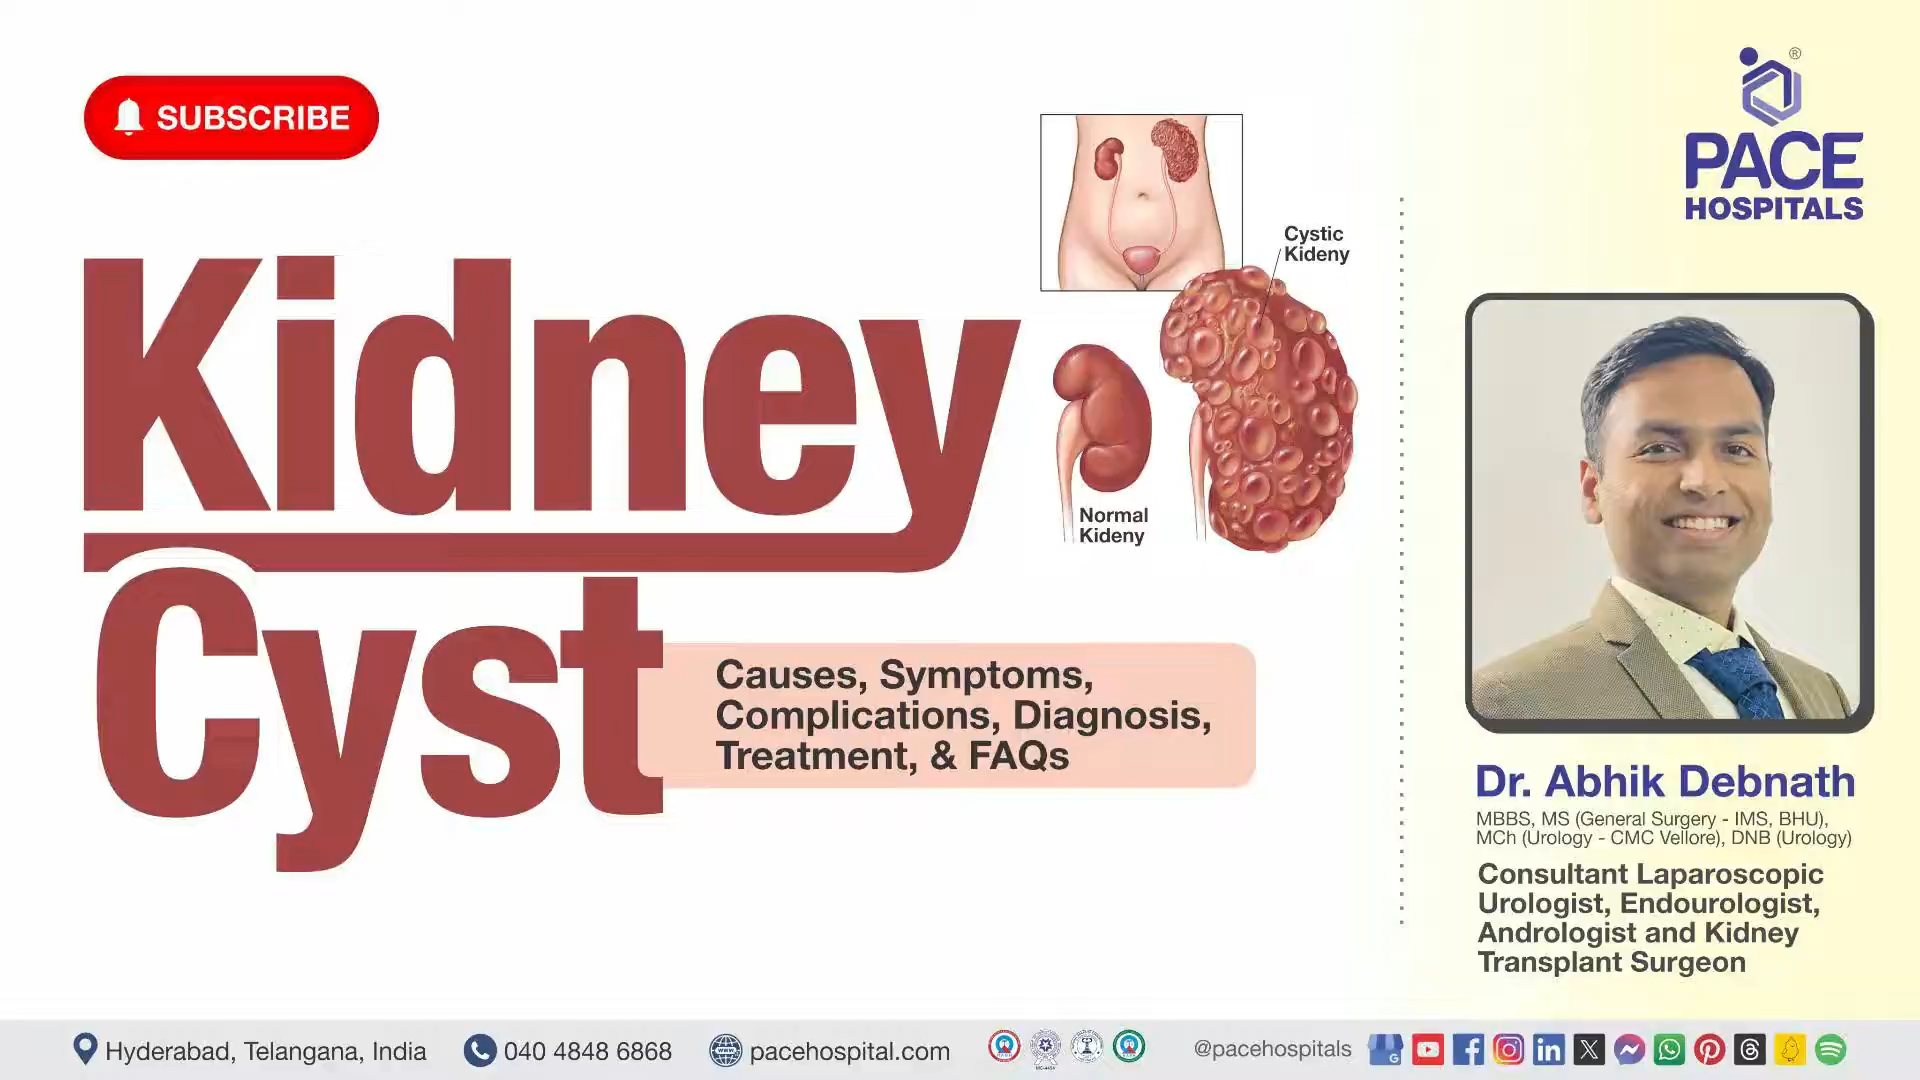 SUBSCRIBE
Kidney
Cyst
Causes, Symptoms,
Complications, Diagnosis,
Treatment, & FAQs
Cystic
Kideny
Normal
Kideny
®
PACE
HOSPITALS
Dr. Abhik Debnath
MBBS, MS (General Surgery - IMS, BHU),
MCh (Urology - CMC Vellore), DNB (Urology)
Consultant Laparoscopic
Urologist, Endourologist,
Andrologist and Kidney
Transplant Surgeon
Hyderabad, Telangana, India 040 4848 6868 pacehospital.com @pacehospitals